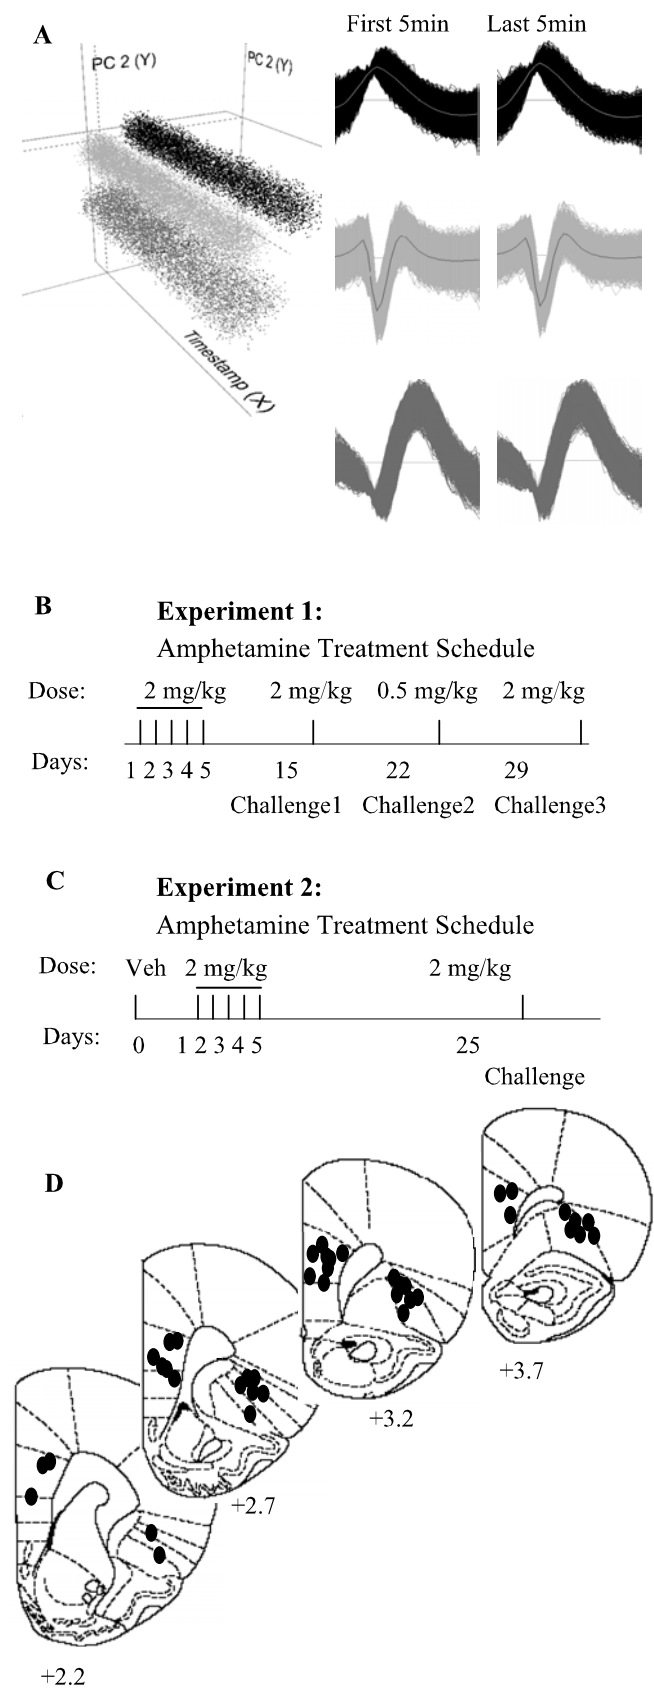 A
First 5min
Last 5min
PC 2 (Y)
PC 2 (Y)
Timestamp (X)
B
Experiment 1:
Amphetamine Treatment Schedule
Dose: 2 mg/kg 2 mg/kg 0.5 mg/kg 2 mg/kg
Days: 1 2 3 4 5 15 22 29
Challenge1 Challenge2 Challenge3
C
Experiment 2:
Amphetamine Treatment Schedule
Dose: Veh 2 mg/kg 2 mg/kg
Days: 0 1 2 3 4 5 25
Challenge
D
+3.7
+3.2
+2.7
+2.2